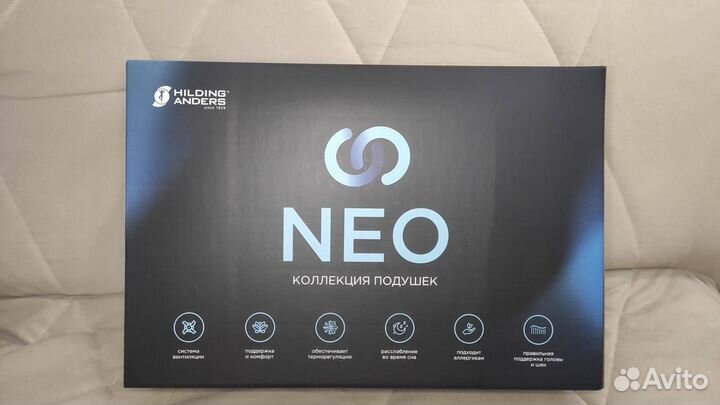 HILDING
ANDERS
since 1939
NEO
КОЛЛЕКЦИЯ ПОДУШЕК
система
вентиляции
поддержка
и комфорт
обеспечивает
терморегуляцию
расслабление
во время сна
подходит
аллергикам
правильная
поддержка головы
и шеи
Avito